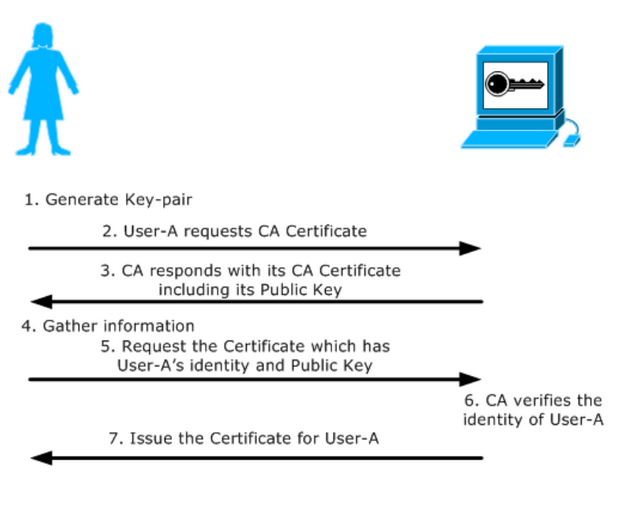 1. Generate Key-pair
2. User-A requests CA Certificate
3. CA responds with its CA Certificate
including its Public Key
4. Gather information
5. Request the Certificate which has
User-A's identity and Public Key
6. CA verifies the
identity of User-A
7. Issue the Certificate for User-A